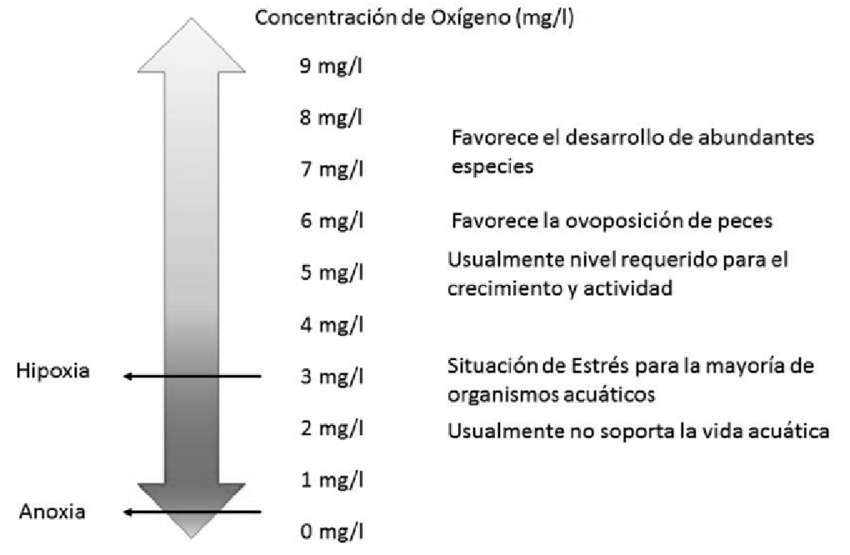 Concentración de Oxígeno (mg/l)
9 mg/l
8 mg/l
Favorece el desarrollo de abundantes
especies
7 mg/l
6 mg/l
Favorece la ovoposición de peces
5 mg/l
Usualmente nivel requerido para el
crecimiento y actividad
4 mg/l
Hipoxia
3 mg/l
Situación de Estrés para la mayoría de
organismos acuáticos
2 mg/l
Usualmente no soporta la vida acuática
1 mg/l
Anoxia
0 mg/l